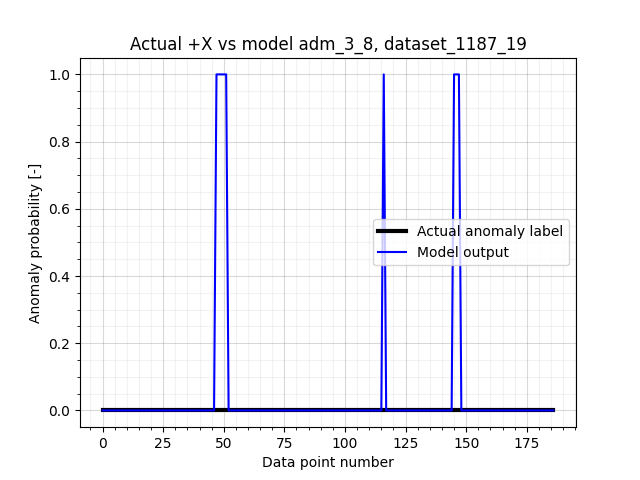 Actual +X vs model adm_3_8, dataset_1187_19
Anomaly probability [-]
1.0
0.8
0.6
0.4
0.2
0.0
Actual anomaly label
Model output
0 25 50 75 100 125 150 175
Data point number